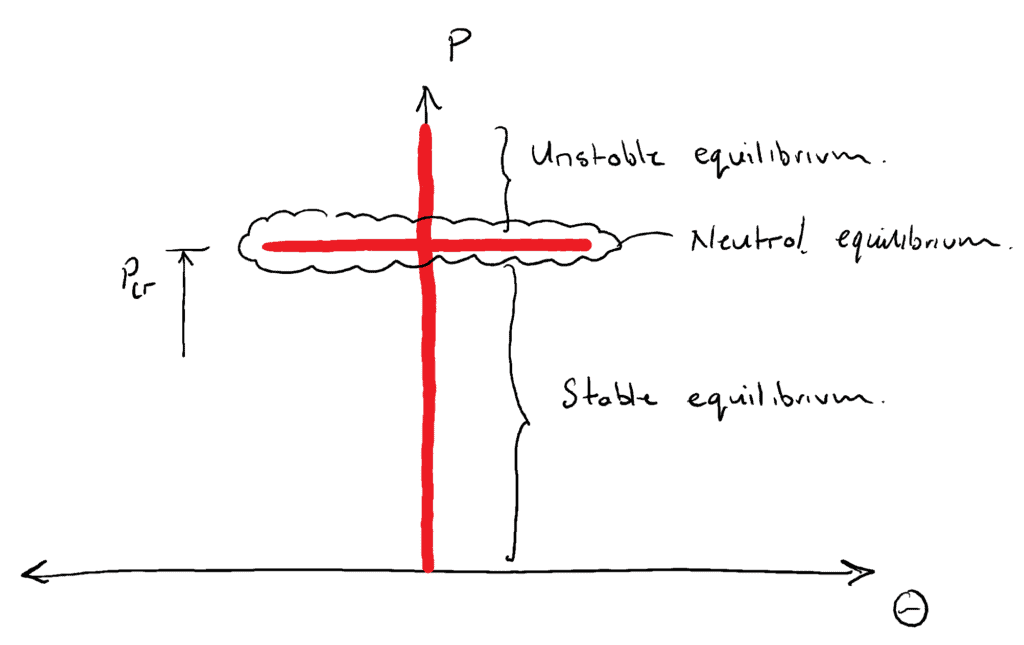 P
Unstable equilibrium.
Neutral equilibrium.
Pcr
Stable equilibrium.
Θ